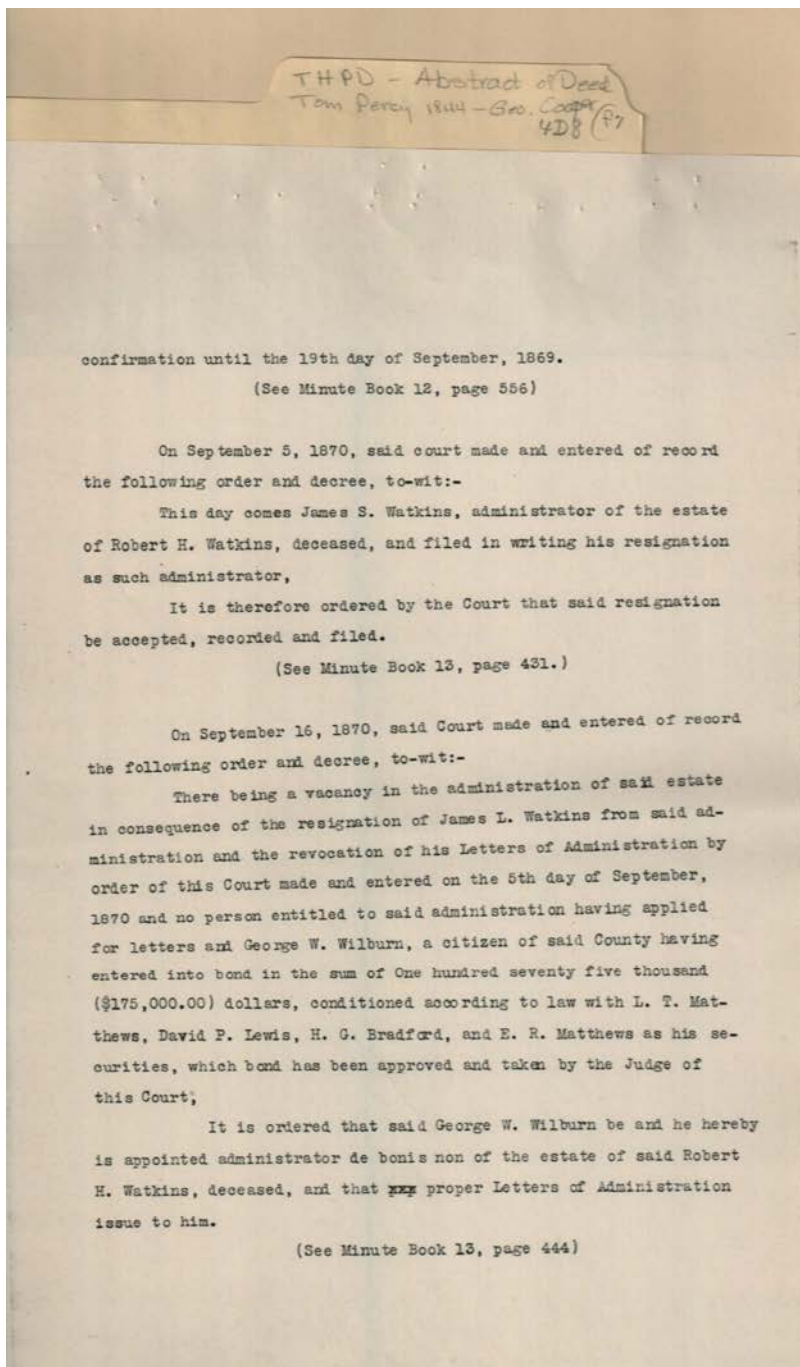 THPD - Abstract of Deed
Tom Percy 1844 - Geo. Cooper
4D8 (f7
confirmation until the 19th day of September, 1869.
(See Minute Book 12, page 556)
On September 5, 1870, said court made and entered of record
the following order and decree, to-wit:-
This day comes James S. Watkins, administrator of the estate
of Robert H. Watkins, deceased, and filed in writing his resignation
as such administrator,
It is therefore ordered by the Court that said resignation
be accepted, recorded and filed.
(See Minute Book 13, page 431.)
On September 16, 1870, said Court made and entered of record
the following order and decree, to-wit:-
There being a vacancy in the administration of said estate
in consequence of the resignation of James L. Watkins from said ad-
ministration and the revocation of his Letters of Administration by
order of this Court made and entered on the 5th day of September,
1870 and no person entitled to said administration having applied
for letters and George W. Wilburn, a citizen of said County having
entered into bond in the sum of One hundred seventy five thousand
($175,000.00) dollars, conditioned according to law with L. T. Mat-
thews, David P. Lewis, H. G. Bradford, and E. R. Matthews as his se-
curities, which bond has been approved and taken by the Judge of
this Court,
It is ordered that said George W. Wilburn be and he hereby
is appointed administrator de bonis non of the estate of said Robert
H. Watkins, deceased, and that xxx proper Letters of Administration
issue to him.
(See Minute Book 13, page 444)